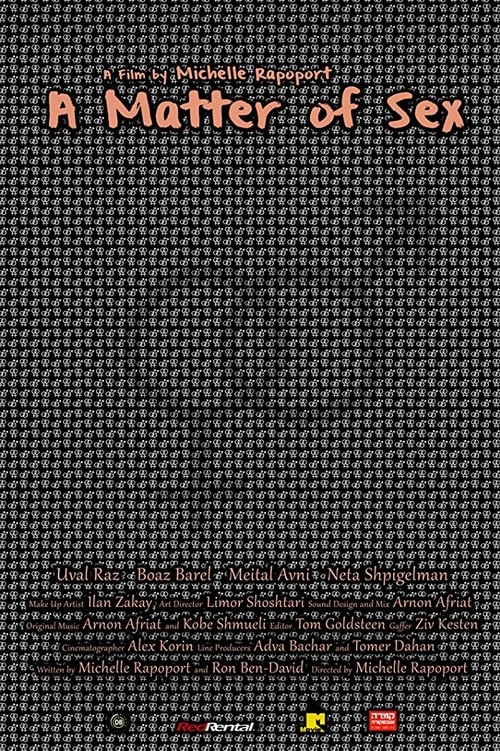 A Film by Michelle Rapoport
A Matter of Sex
Uval Raz Boaz Barel Meital Avni Neta Shpigelman
Make Up Artist Ilan Zakay, Art Director Limor Shoshtari Sound Design and Mix Arnon Afriat
Original Music Arnon Afriat and Kobe Shmueli Editor Tom Goldsteen Gaffer Ziv Kesten
Cinematographer Alex Korin Line Producers Adva Bachar and Tomer Dahan
Written by Michelle Rapoport and Ron Ben-David Directed by Michelle Rapoport
DB RedRental קמרה